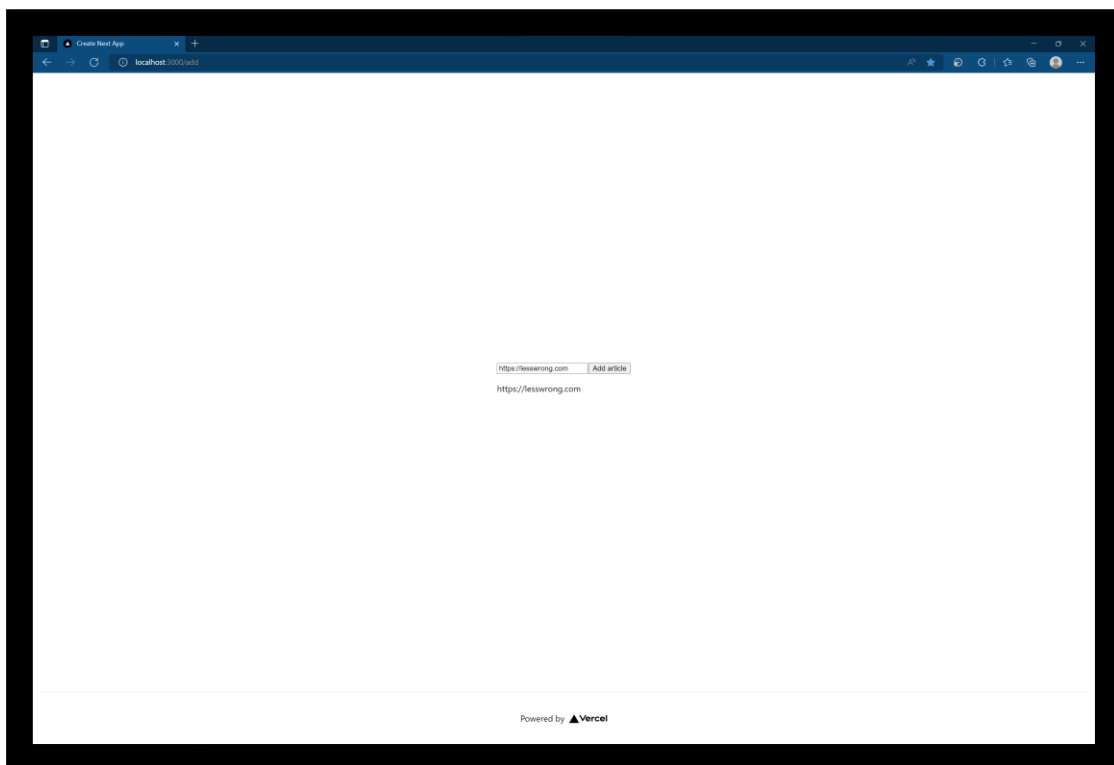 Create Next App
localhost:3000/add
https://lesswrong.com Add article
https://lesswrong.com
Powered by Vercel